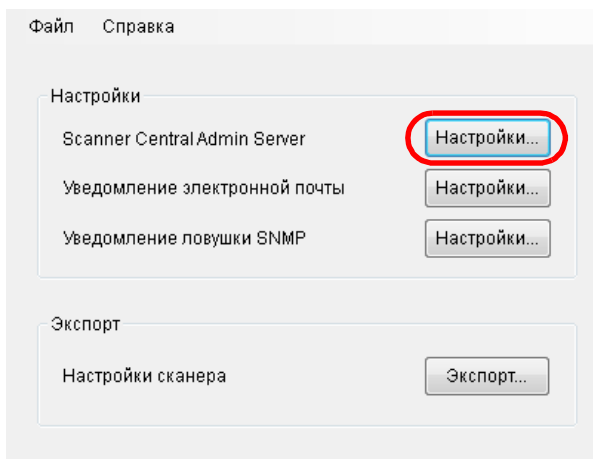 Файл Справка
Настройки
Scanner Central Admin Server Настройки...
Уведомление электронной почты Настройки...
Уведомление ловушки SNMP Настройки...
Экспорт
Настройки сканера Экспорт...